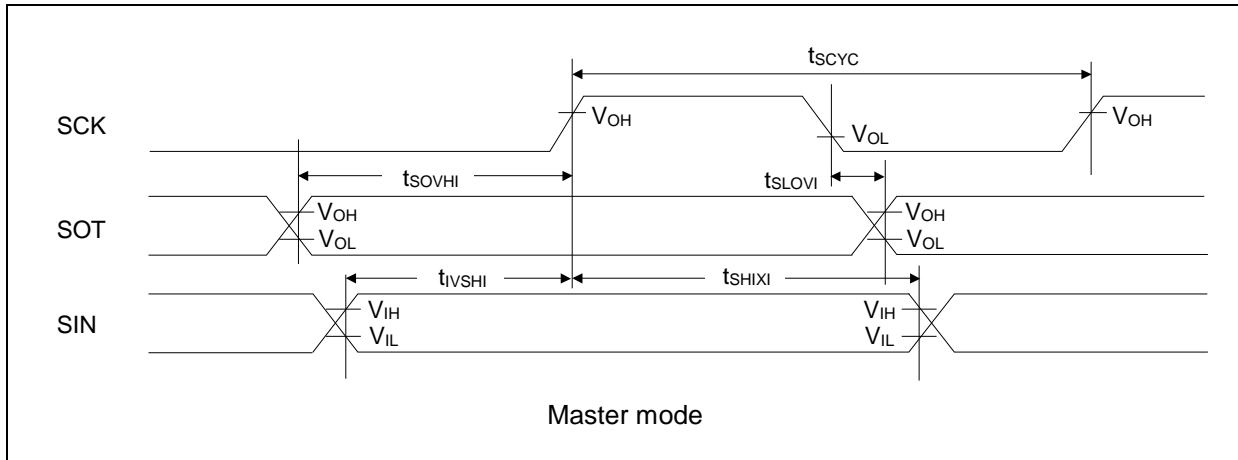 tSCYC
SCK
VOH
VOL
VOH
tSOVHI
tSLOVI
SOT
VOH
VOL
VOH
VOL
tIVSHI
tSHIXI
SIN
VIH
VIL
VIH
VIL
Master mode